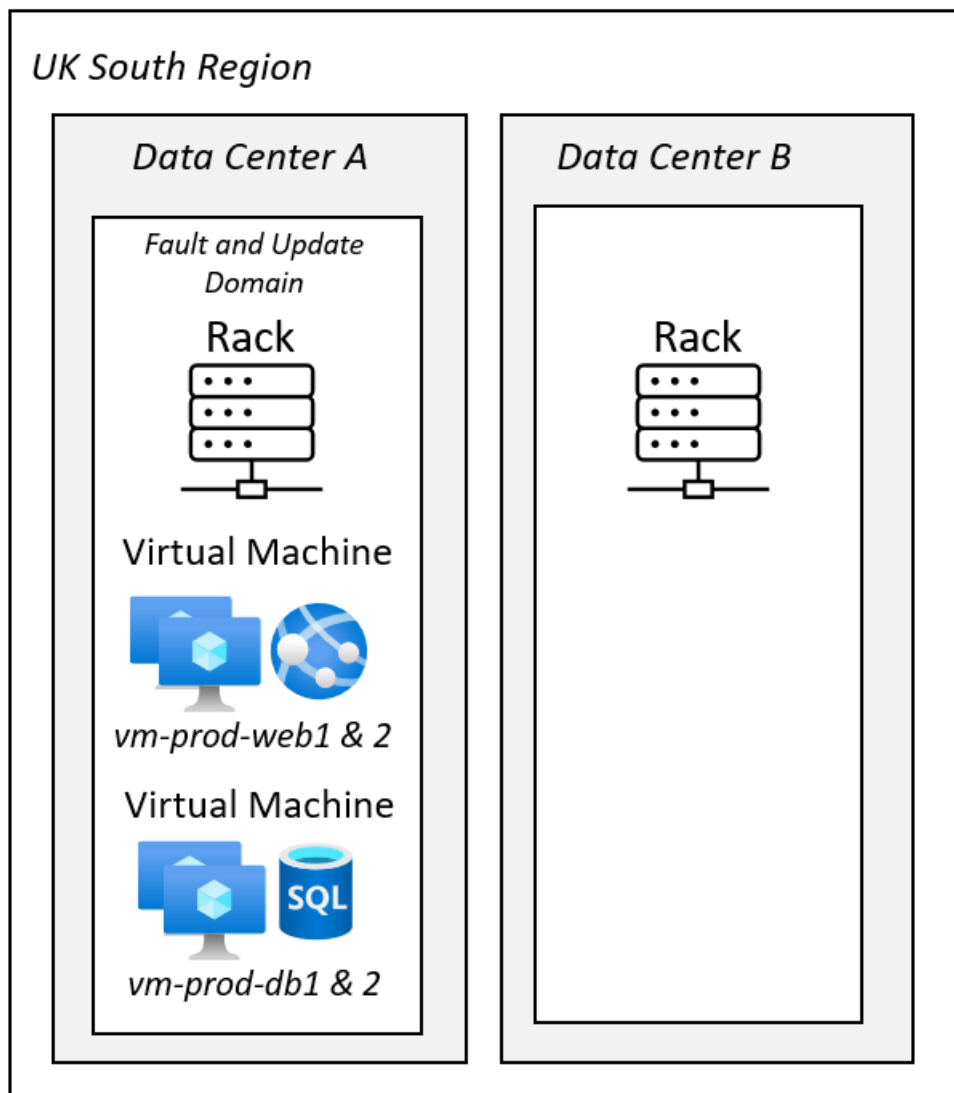 UK South Region
Data Center A
Fault and Update
Domain
Rack
Virtual Machine
vm-prod-web1 & 2
Virtual Machine
SQL
vm-prod-db1 & 2
Data Center B
Rack